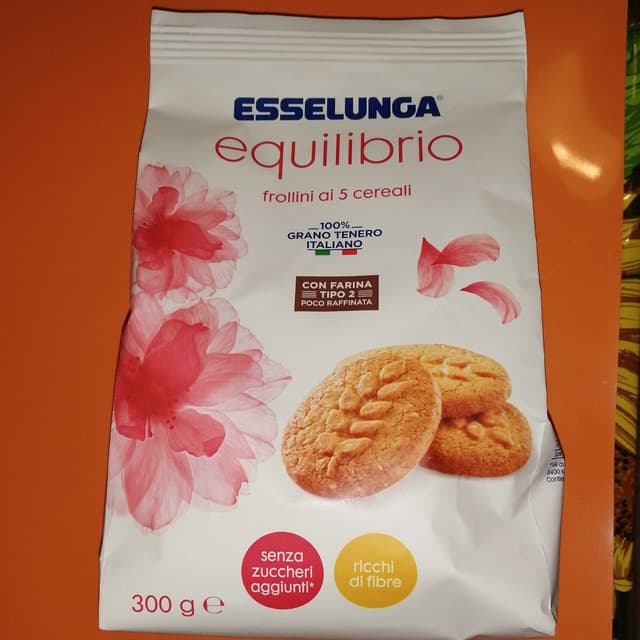 ESSELUNGA®
equilibrio
frollini ai 5 cereali
100%
GRANO TENERO
ITALIANO
CON FARINA
TIPO 2
POCO RAFFINATA
senza
zuccheri
aggiunti*
ricchi
di fibre
300 g ℮